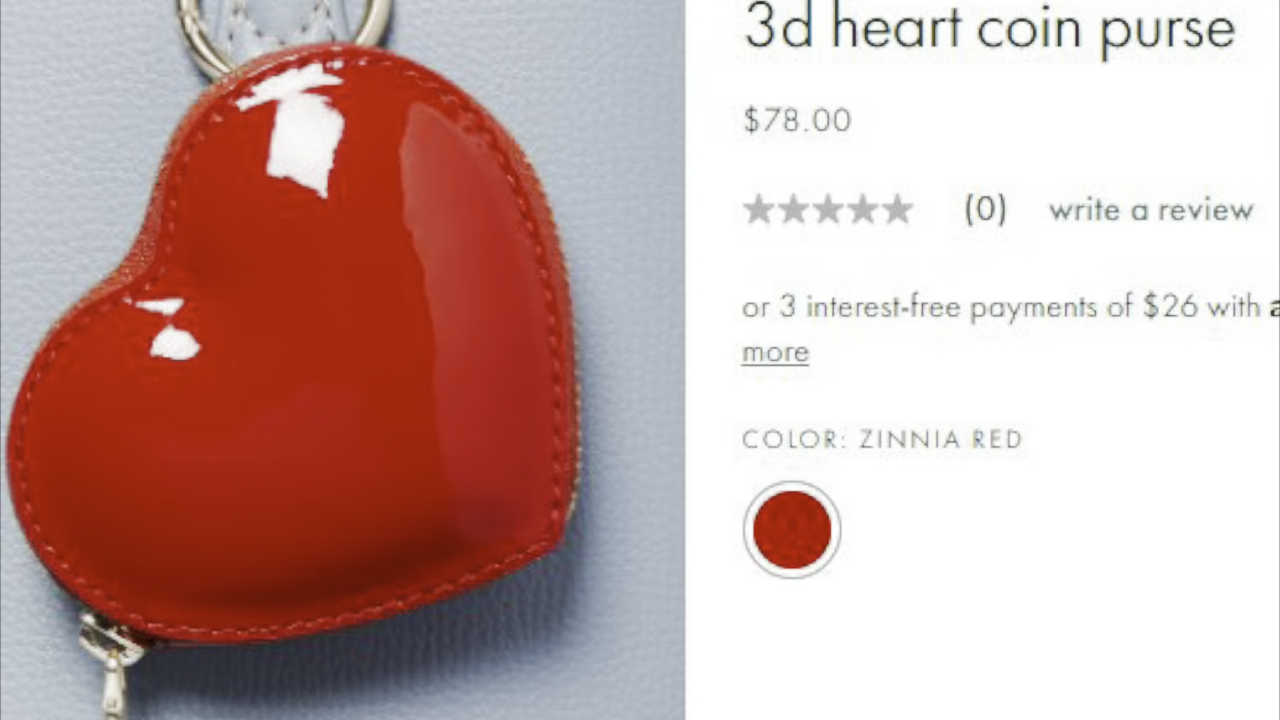 3d heart coin purse
$78.00
(0) write a review
or 3 interest-free payments of $26 with
more
COLOR: ZINNIA RED